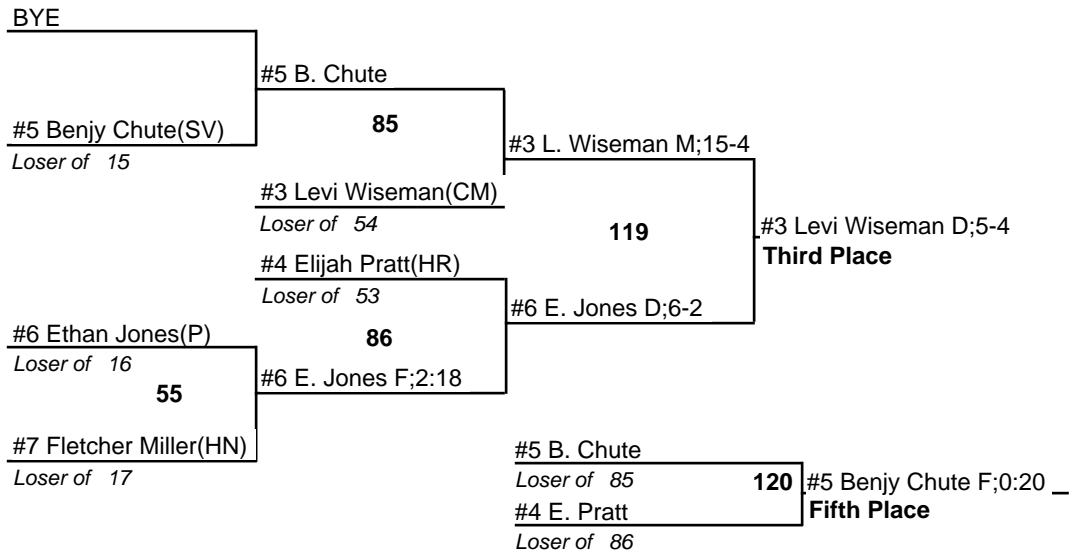 BYE
#5 B. Chute
#5 Benjy Chute(SV)
85
Loser of 15
#3 L. Wiseman M;15-4
#3 Levi Wiseman(CM)
Loser of 54
119
#3 Levi Wiseman D;5-4
Third Place
#4 Elijah Pratt(HR)
Loser of 53
#6 E. Jones D;6-2
#6 Ethan Jones(P)
86
Loser of 16
55
#6 E. Jones F;2:18
#7 Fletcher Miller(HN)
Loser of 17
#5 B. Chute
Loser of 85
120
#5 Benjy Chute F;0:20
Fifth Place
#4 E. Pratt
Loser of 86